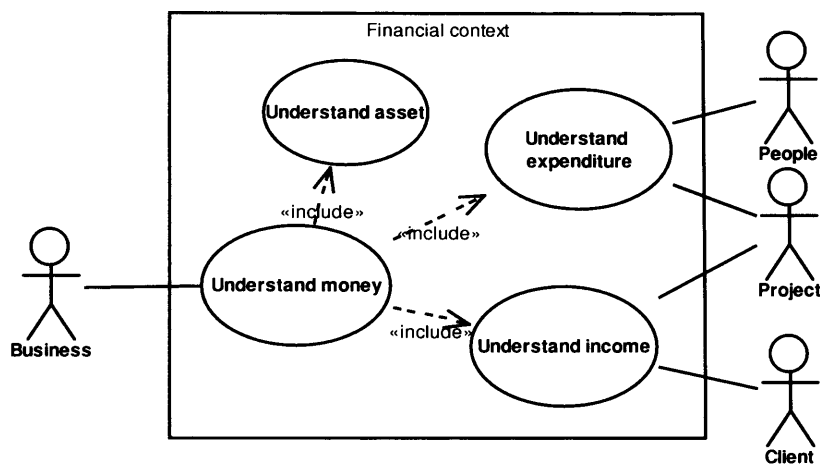 Financial context
Understand asset
Understand
expenditure
People
«include»
«include»
Understand money
Project
Business
«include»
Understand income
Client